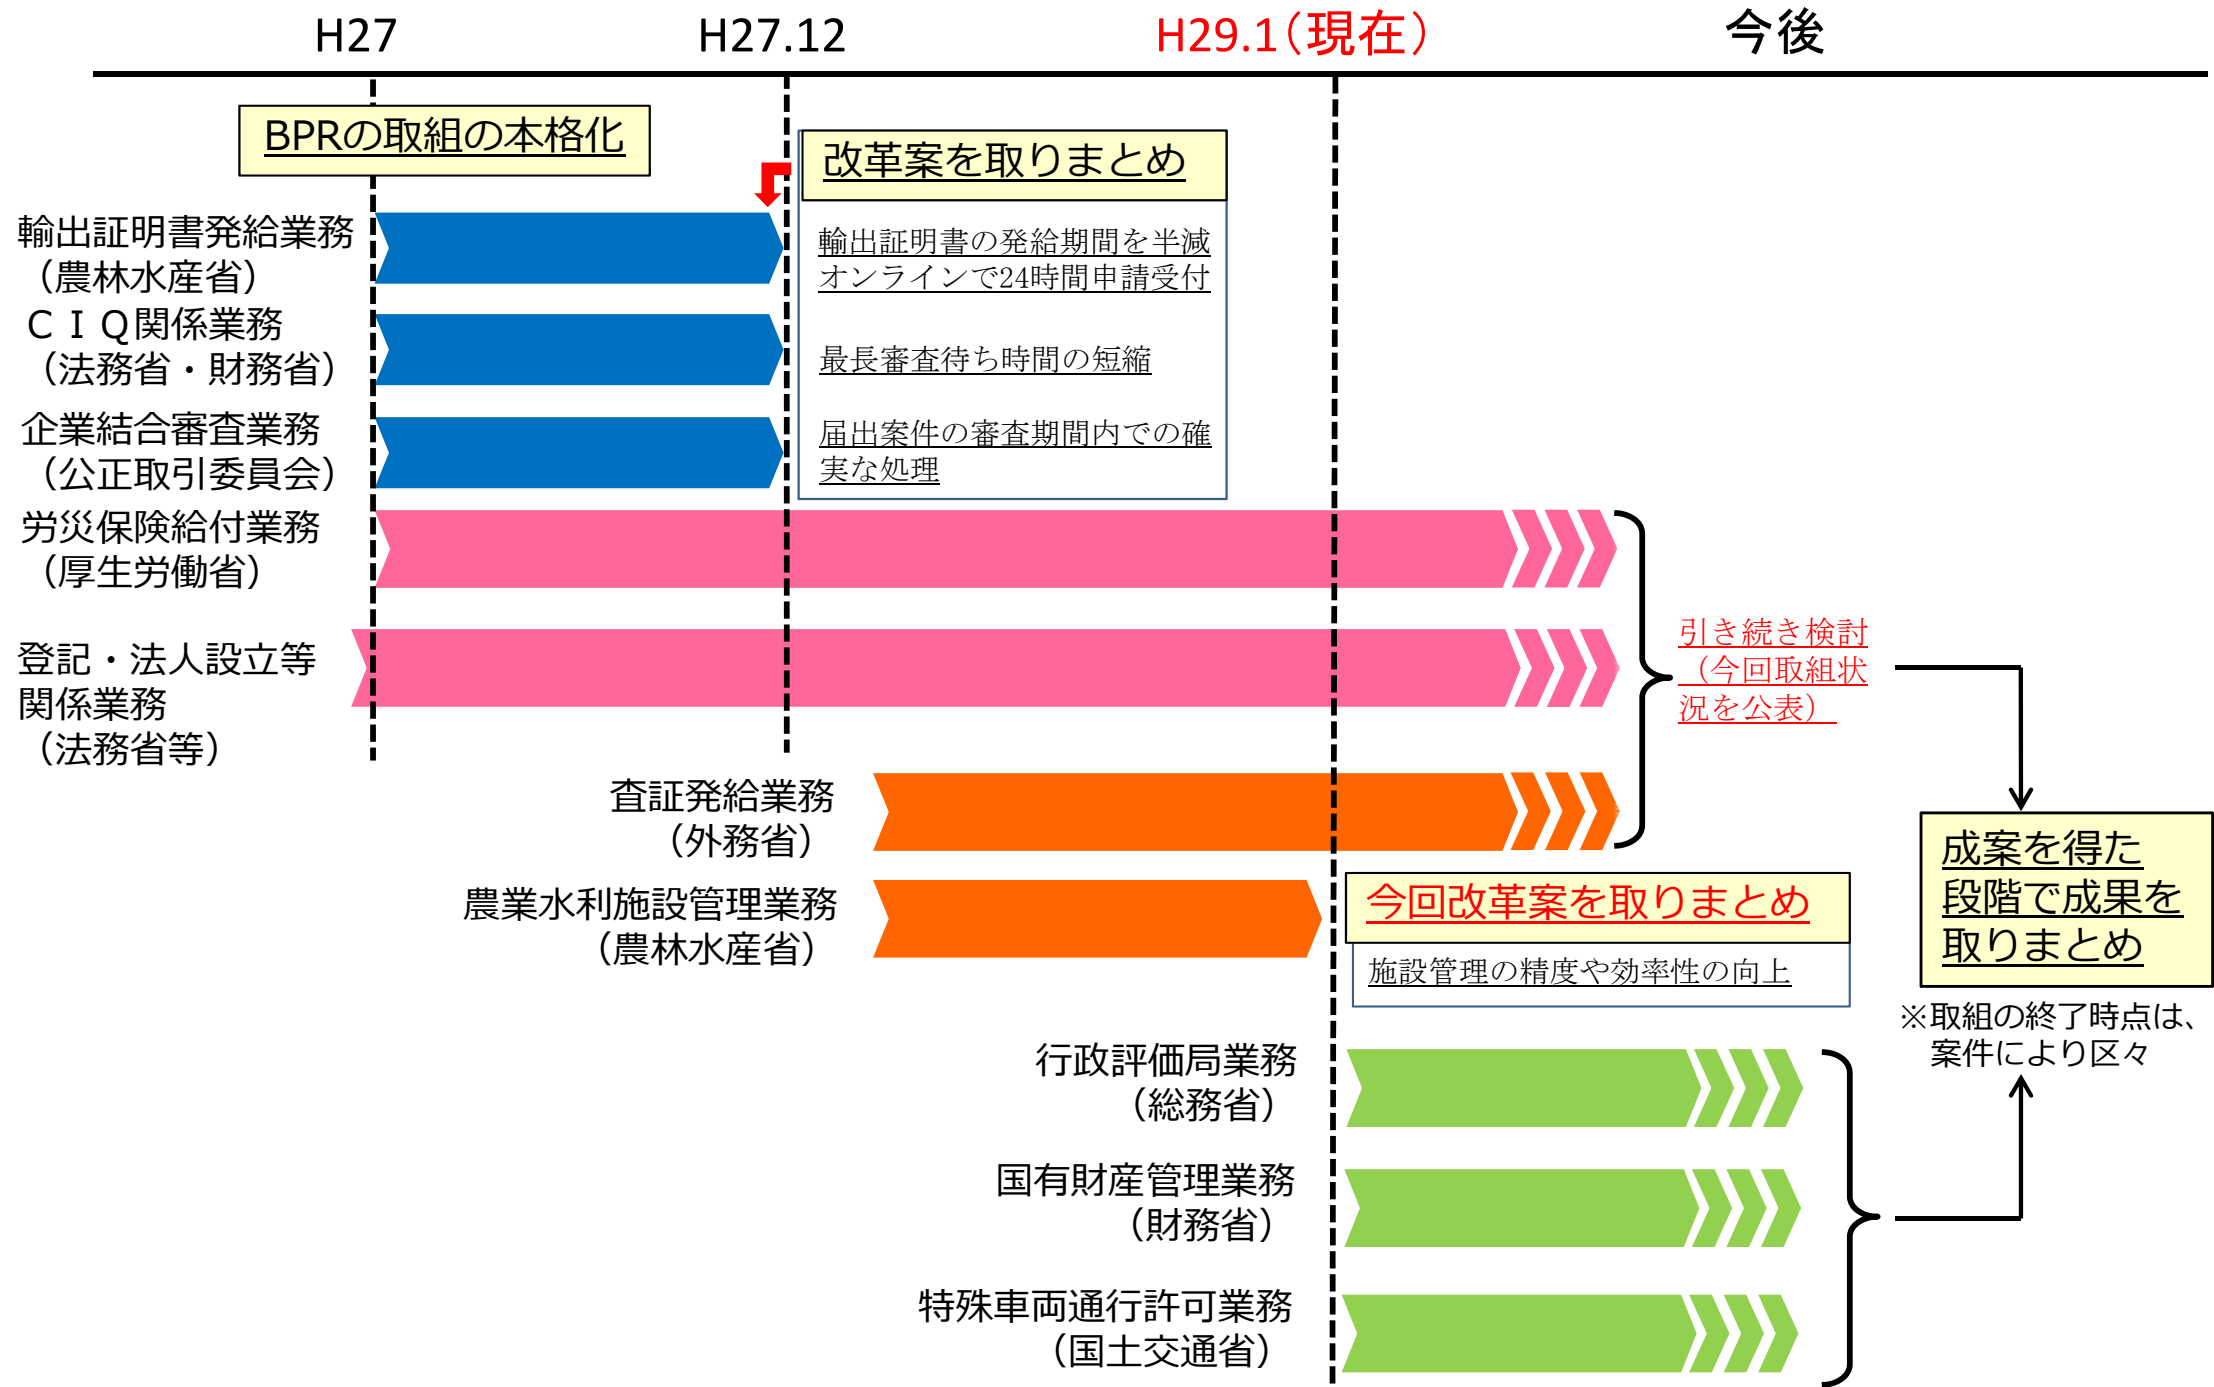 H27
H27.12
H29.1(現在)
今後
BPRの取組の本格化
改革案を取りまとめ
輸出証明書発給業務
（農林水産省）
輸出証明書の発給期間を半減
オンラインで24時間申請受付
ＣＩＱ関係業務
（法務省・財務省）
最長審査待ち時間の短縮
企業結合審査業務
（公正取引委員会）
届出案件の審査期間内での確
実な処理
労災保険給付業務
（厚生労働省）
登記・法人設立等
関係業務
（法務省等）
引き続き検討
（今回取組状
況を公表）
査証発給業務
（外務省）
農業水利施設管理業務
（農林水産省）
今回改革案を取りまとめ
施設管理の精度や効率性の向上
成案を得た
段階で成果を
取りまとめ
※取組の終了時点は、
案件により区々
行政評価局業務
（総務省）
国有財産管理業務
（財務省）
特殊車両通行許可業務
（国土交通省）